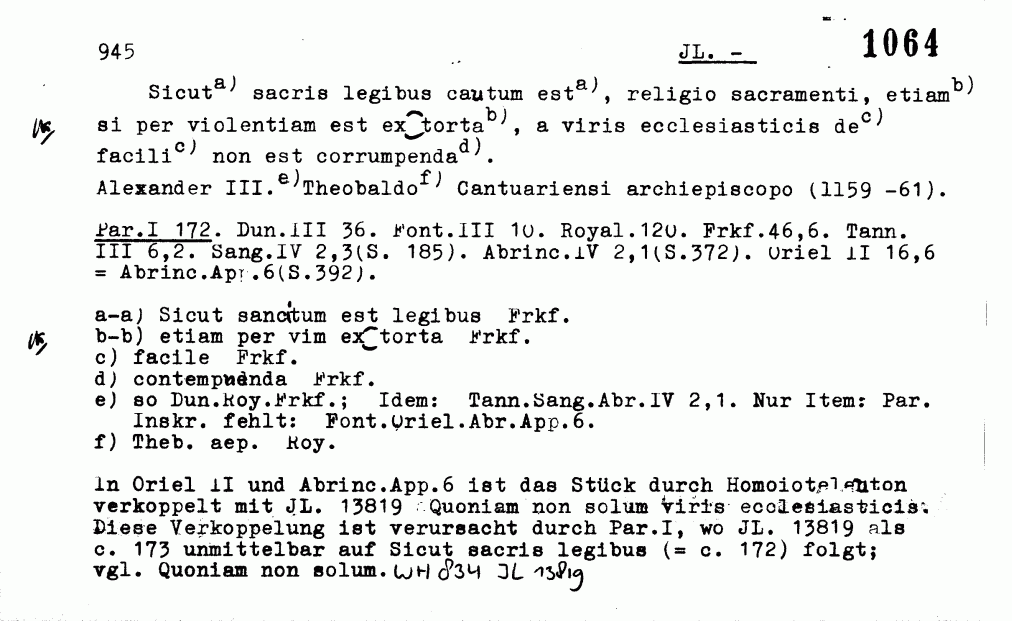 945 JL. - 1064
Sicut a) sacris legibus cautum est a), religio sacramenti, etiam b)
si per violentiam est extorta b), a viris ecclesiasticis de c)
facili c) non est corrumpenda d).
Alexander III. e) Theobaldo f) Cantuariensi archiepiscopo (1159 -61).
Par.I 172. Dun.III 36. Font.III 10. Royal.120. Frkf.46,6. Tann.
III 6,2. Sang.IV 2,3(S. 185). Abrinc.IV 2,1(S.372). Oriel II 16,6
= Abrinc.App.6(S.392).
a-a) Sicut sancitum est legibus Frkf.
b-b) etiam per vim extorta Frkf.
c) facile Frkf.
d) contempnenda Frkf.
e) so Dun.Roy.Frkf.; Idem: Tann.Sang.Abr.IV 2,1. Nur Item: Par.
Inskr. fehlt: Font.Oriel.Abr.App.6.
f) Theb. aep. Roy.
In Oriel II und Abrinc.App.6 ist das Stück durch Homoioteleuton
verkoppelt mit JL. 13819 Quoniam non solum viris ecclesiasticis.
Diese Verkoppelung ist verursacht durch Par.I, wo JL. 13819 als
c. 173 unmittelbar auf Sicut sacris legibus (= c. 172) folgt;
vgl. Quoniam non solum. WH 834 JL 13819